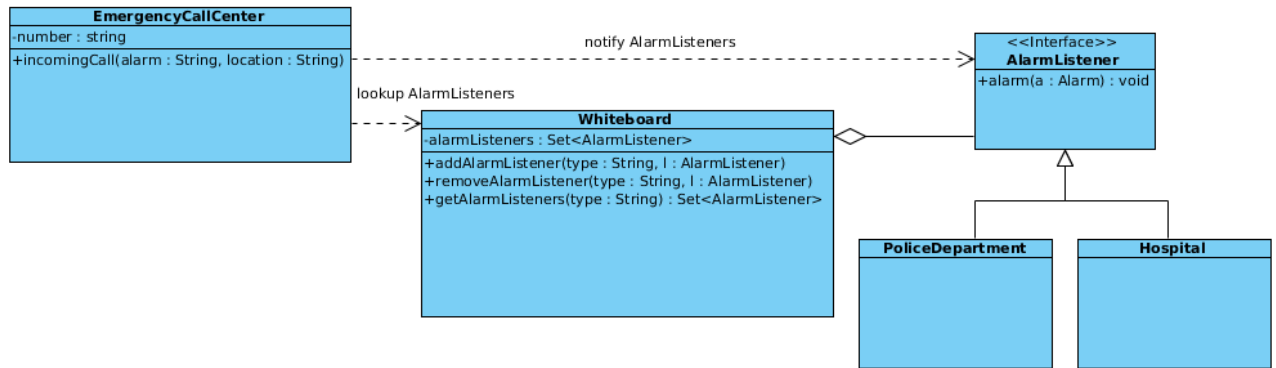 EmergencyCallCenter
-number : string
+incomingCall(alarm : String, location : String)
notify AlarmListeners
lookup AlarmListeners
<<Interface>>
AlarmListener
+alarm(a : Alarm) : void
Whiteboard
-alarmListeners : Set<AlarmListener>
+addAlarmListener(type : String, l : AlarmListener)
+removeAlarmListener(type : String, l : AlarmListener)
+getAlarmListeners(type : String) : Set<AlarmListener>
PoliceDepartment
Hospital